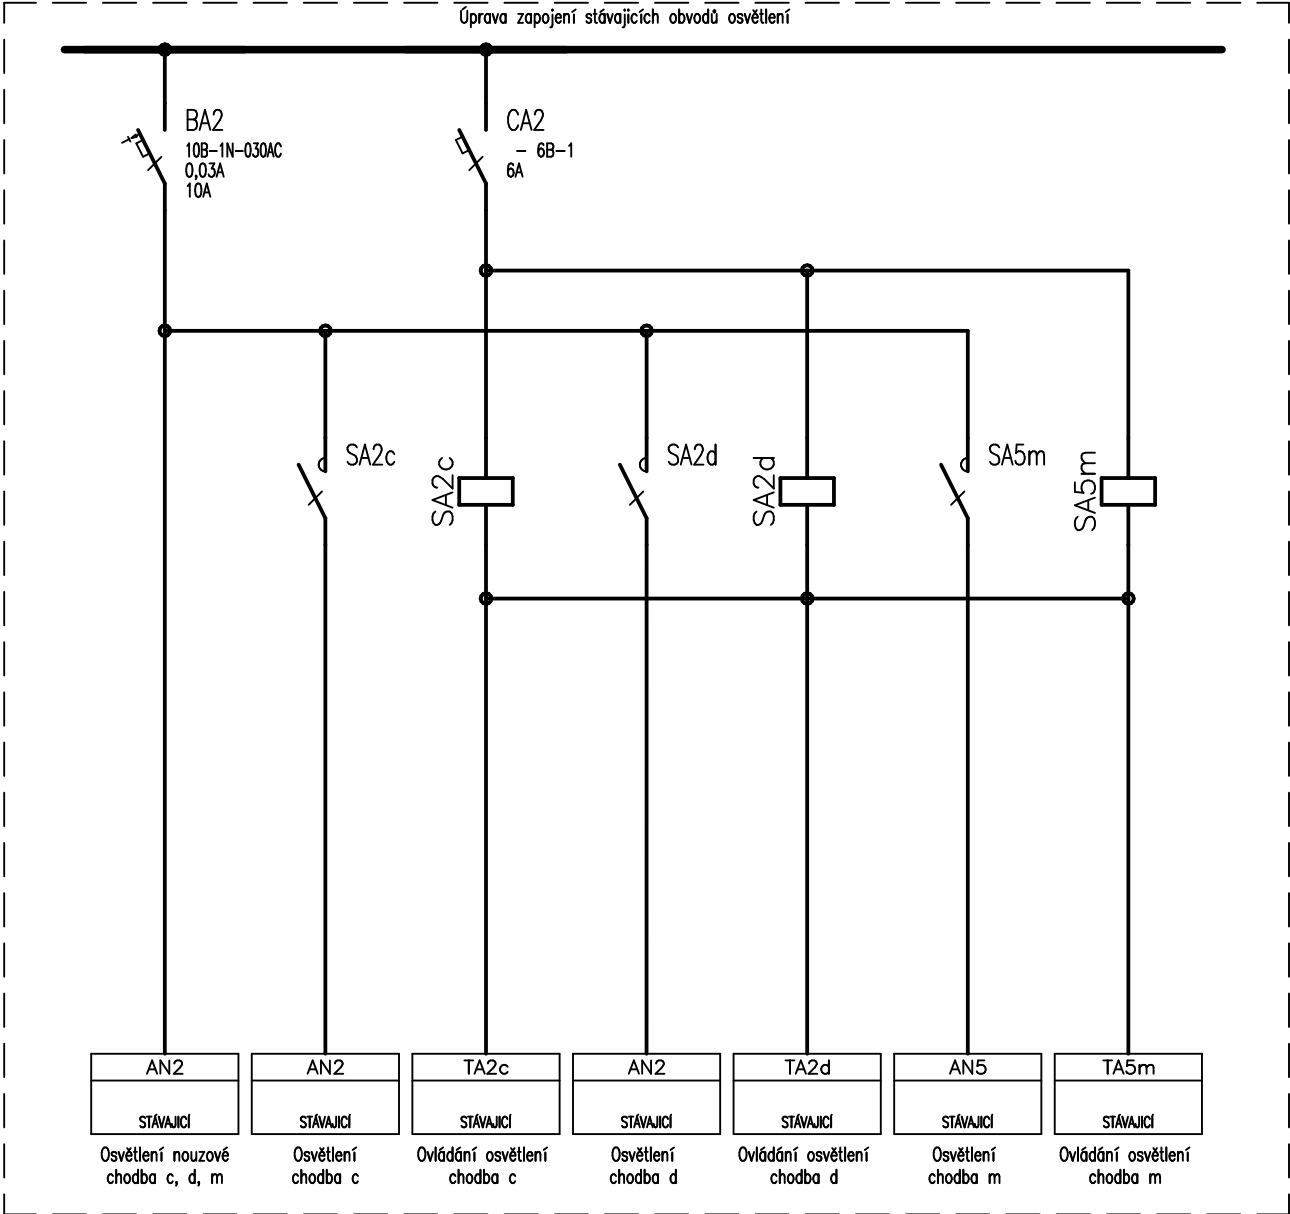 Úprava zapojení stávajicích obvodů osvětlení
BA2
10B-1N-030AC
0,03A
10A
CA2
- 6B-1
6A
SA2c
SA2c
SA2d
SA2d
SA5m
SA5m
AN2
STÁVAJICÍ
Osvětlení nouzové
chodba c, d, m
AN2
STÁVAJICÍ
Osvětlení
chodba c
TA2c
STÁVAJICÍ
Ovládání osvětlení
chodba c
AN2
STÁVAJICÍ
Osvětlení
chodba d
TA2d
STÁVAJICÍ
Ovládání osvětlení
chodba d
AN5
STÁVAJICÍ
Osvětlení
chodba m
TA5m
STÁVAJICÍ
Ovládání osvětlení
chodba m